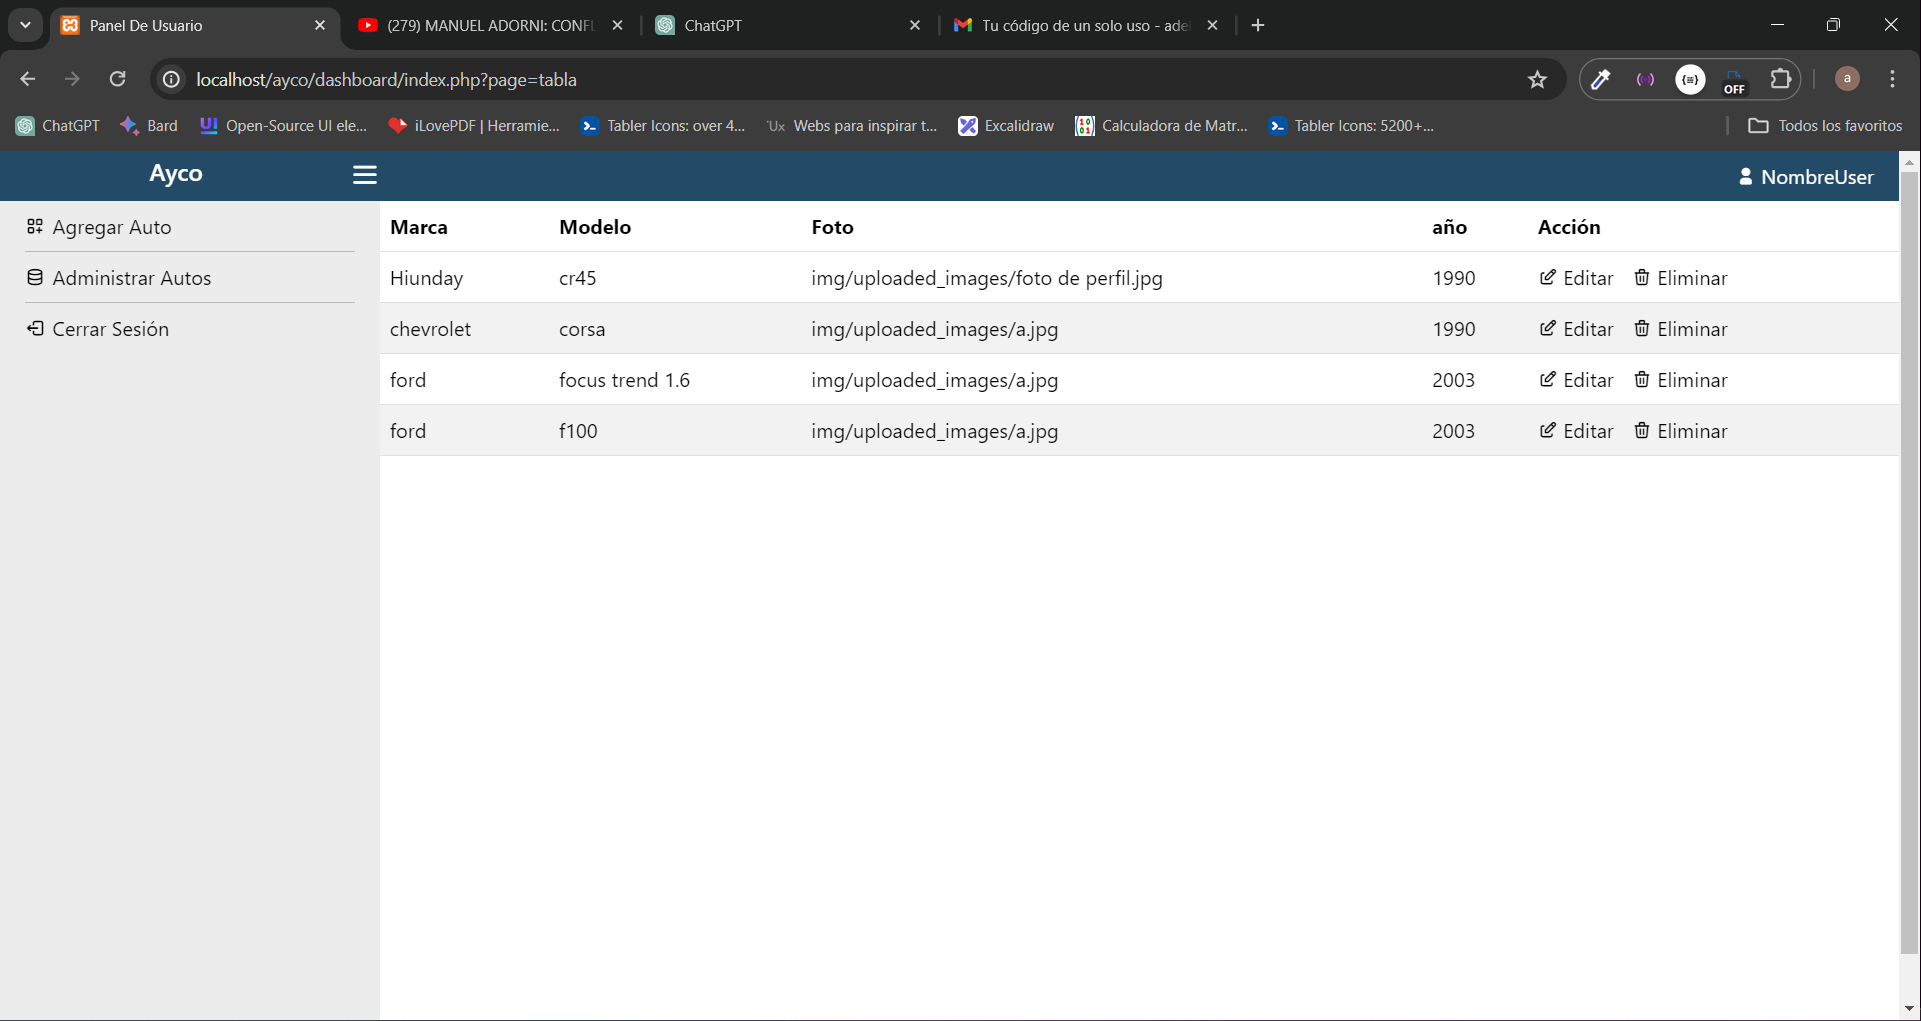 Panel De Usuario
(279) MANUEL ADORNI: CONFL
ChatGPT
Tu código de un solo uso - adel
localhost/ayco/dashboard/index.php?page=tabla
OFF
a
ChatGPT
Bard
Open-Source UI ele...
iLovePDF | Herramie...
Tabler Icons: over 4...
Webs para inspirar t...
Excalidraw
Calculadora de Matr...
Tabler Icons: 5200+...
Todos los favoritos
Ayco
NombreUser
Agregar Auto
Administrar Autos
Cerrar Sesión
Marca Modelo Foto año Acción
Hiunday cr45 img/uploaded_images/foto de perfil.jpg 1990 Editar Eliminar
chevrolet corsa img/uploaded_images/a.jpg 1990 Editar Eliminar
ford focus trend 1.6 img/uploaded_images/a.jpg 2003 Editar Eliminar
ford f100 img/uploaded_images/a.jpg 2003 Editar Eliminar